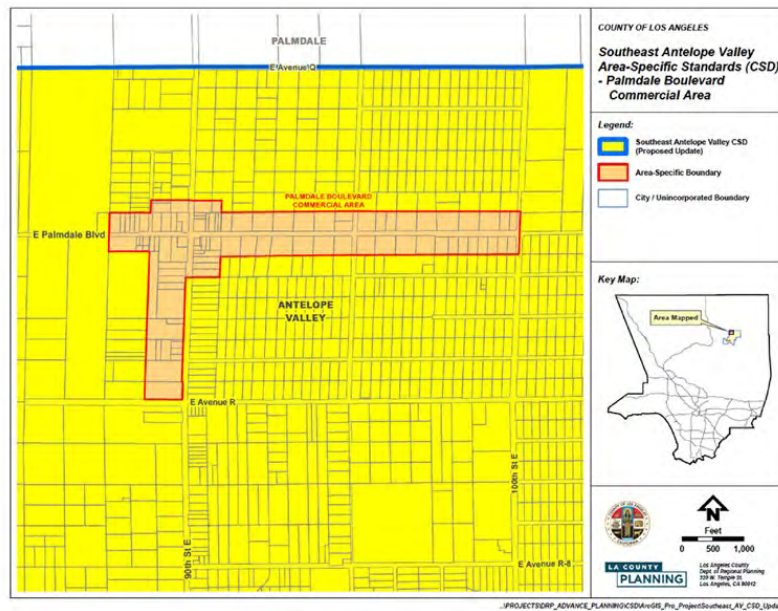 PALMDALE
E Avenue Q
PALMDALE BOULEVARD
COMMERCIAL AREA
E Palmdale Blvd
ANTELOPE
VALLEY
E Avenue R
90th St E
100th St E
E Avenue R-8
COUNTY OF LOS ANGELES
Southeast Antelope Valley
Area-Specific Standards (CSD)
- Palmdale Boulevard
Commercial Area
Legend:
Southeast Antelope Valley CSD
(Proposed Update)
Area-Specific Boundary
City / Unincorporated Boundary
Key Map:
Area Mapped
N
Feet
0 500 1,000
LA COUNTY
PLANNING
Los Angeles County
Dept. of Regional Planning
320 W. Temple St.
Los Angeles, CA 90012